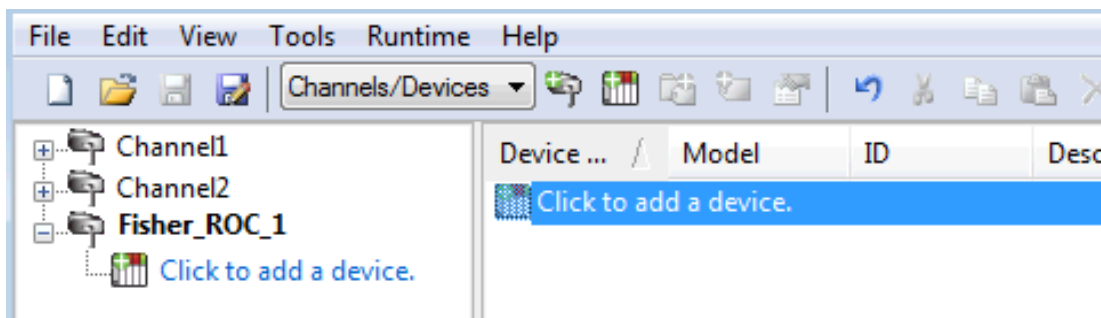 File Edit View Tools Runtime Help
Channels/Devices
Channel1
Channel2
Fisher_ROC_1
Click to add a device.
Device ... Model ID Desc
Click to add a device.